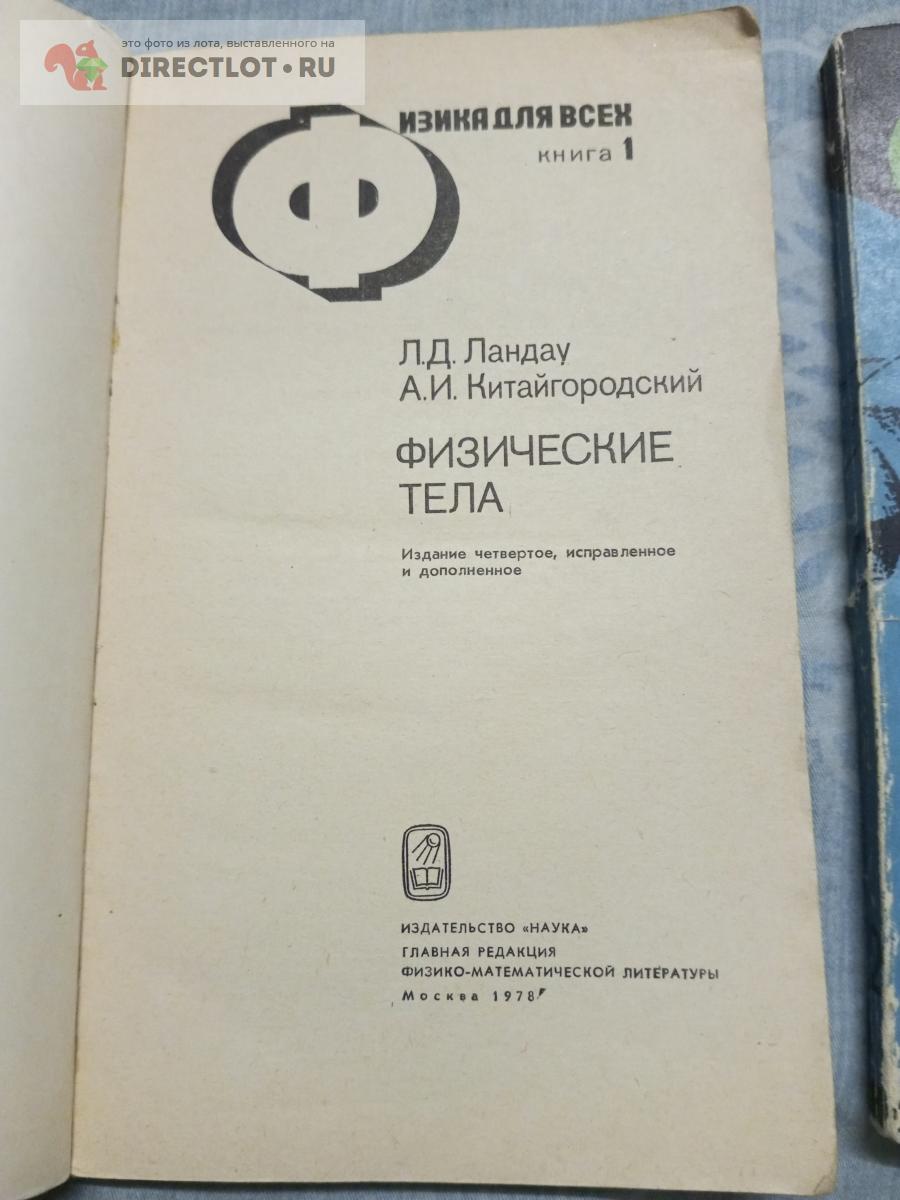 это фото из лота, выставленного на
DIRECTLOT.RU
ФИЗИКА ДЛЯ ВСЕХ
книга 1
Л.Д. Ландау
А.И. Китайгородский
ФИЗИЧЕСКИЕ
ТЕЛА
Издание четвертое, исправленное
и дополненное
ИЗДАТЕЛЬСТВО «НАУКА»
ГЛАВНАЯ РЕДАКЦИЯ
ФИЗИКО-МАТЕМАТИЧЕСКОЙ ЛИТЕРАТУРЫ
Москва 1978